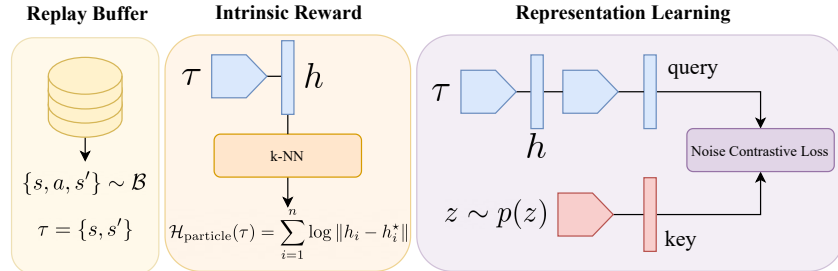 Replay Buffer
{s, a, s′} ∼ B
τ = {s, s′}
Intrinsic Reward
τ
h
k-NN
H_particle(τ) = ∑_{i=1}^{n} log ∥h_i − h_i^⋆∥
Representation Learning
τ
h
query
Noise Contrastive Loss
z ∼ p(z)
key